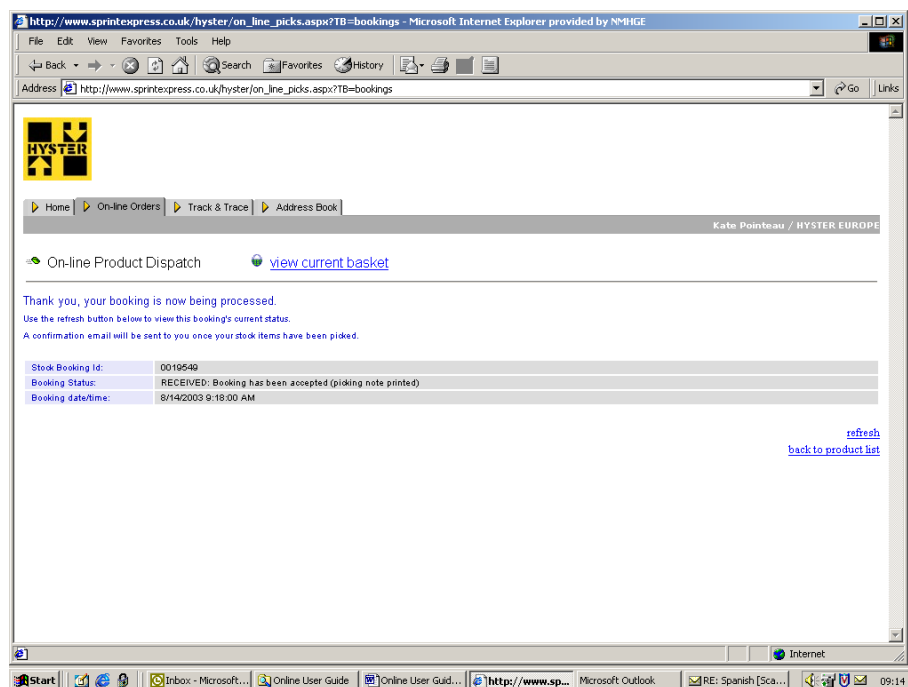 http://www.sprintexpress.co.uk/hyster/on_line_picks.aspx?TB=bookings - Microsoft Internet Explorer provided by NMHGE
File Edit View Favorites Tools Help
Back Search Favorites History
Address http://www.sprintexpress.co.uk/hyster/on_line_picks.aspx?TB=bookings Go Links
HYSTER
Home On-line Orders Track & Trace Address Book
Kate Pointeau / HYSTER EUROPE
On-line Product Dispatch view current basket
Thank you, your booking is now being processed.
Use the refresh button below to view this booking's current status.
A confirmation email will be sent to you once your stock items have been picked.
Stock Booking Id: 0019549
Booking Status: RECEIVED: Booking has been accepted (picking note printed)
Booking date/time: 8/14/2003 9:18:00 AM
refresh
back to product list
Internet
Start Inbox - Microsoft... Online User Guide Online User Guid... http://www.sp... Microsoft Outlook RE: Spanish [Sca... 09:14